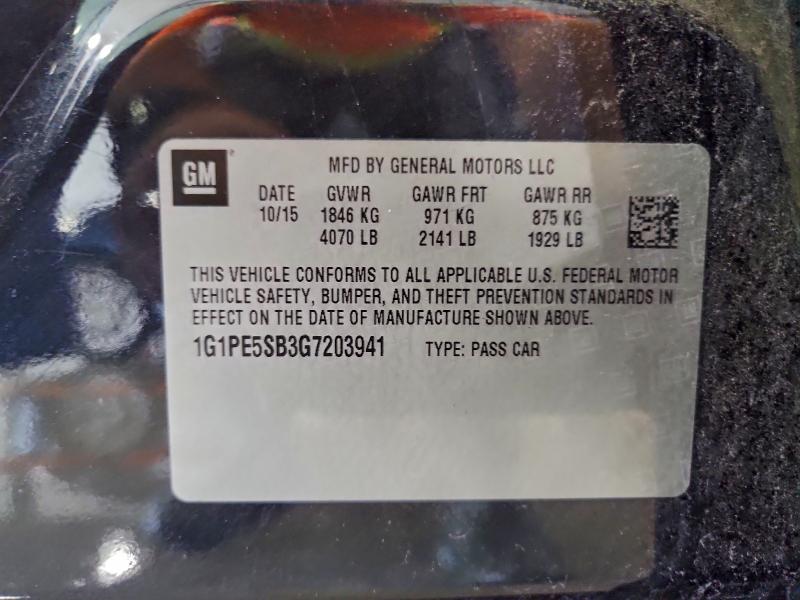 GM
MFD BY GENERAL MOTORS LLC
DATE GVWR GAWR FRT GAWR RR
10/15 1846 KG 971 KG 875 KG
4070 LB 2141 LB 1929 LB
THIS VEHICLE CONFORMS TO ALL APPLICABLE U.S. FEDERAL MOTOR
VEHICLE SAFETY, BUMPER, AND THEFT PREVENTION STANDARDS IN
EFFECT ON THE DATE OF MANUFACTURE SHOWN ABOVE.
1G1PE5SB3G7203941 TYPE: PASS CAR